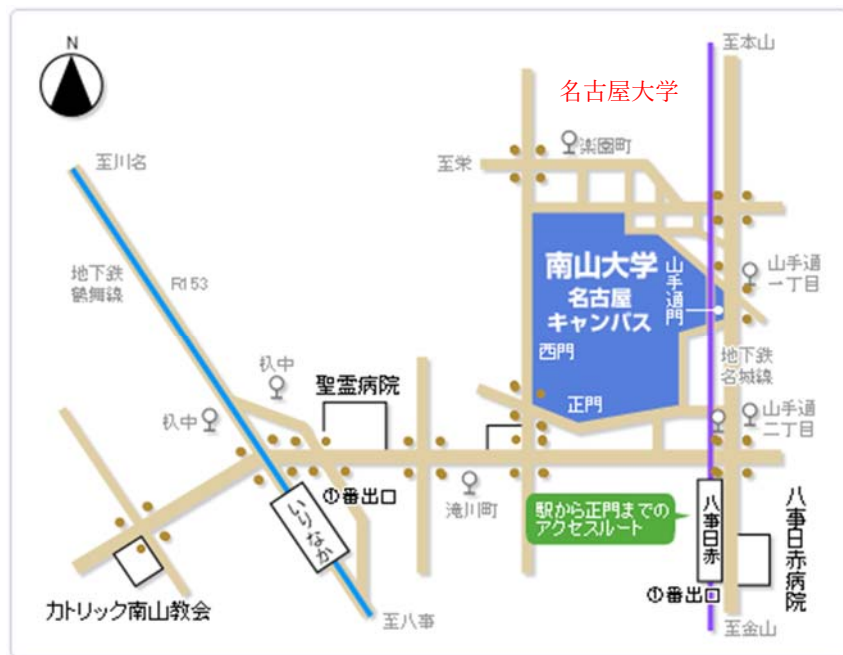 N
至本山
名古屋大学
楽園町
至栄
至川名
地下鉄
鶴舞線
R153
南山大学
名古屋
キャンパス
山手通門
山手通
一丁目
西門
正門
地下鉄
名城線
杁中
杁中
聖霊病院
山手通
二丁目
①番出口
いりなか
滝川町
駅から正門までの
アクセスルート
八事日赤
八事日赤病院
①番出口
カトリック南山教会
至八事
至金山